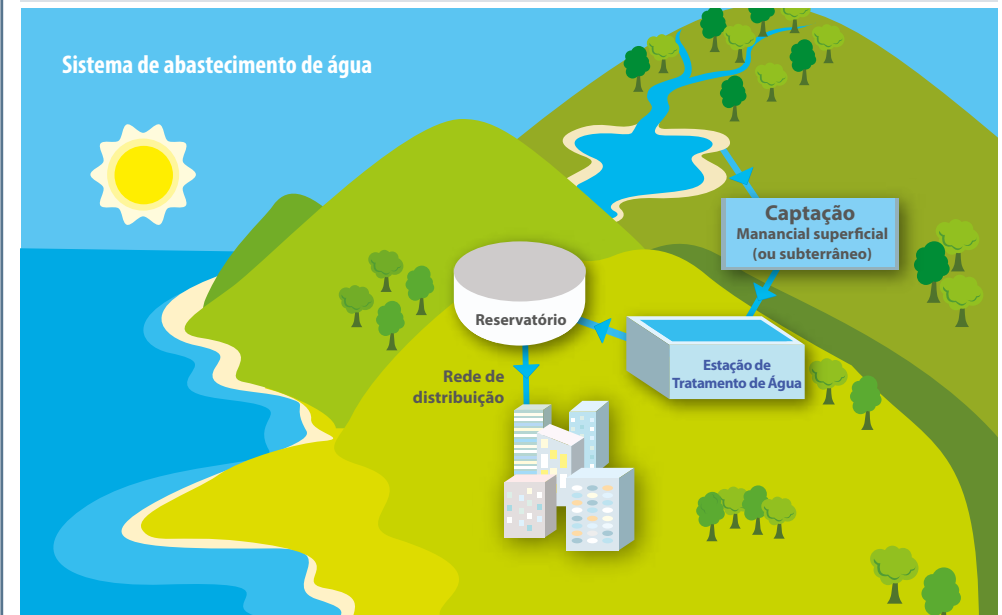 Sistema de abastecimento de água
Captação
Manancial superficial
(ou subterrâneo)
Reservatório
Estação de
Tratamento de Água
Rede de
distribuição